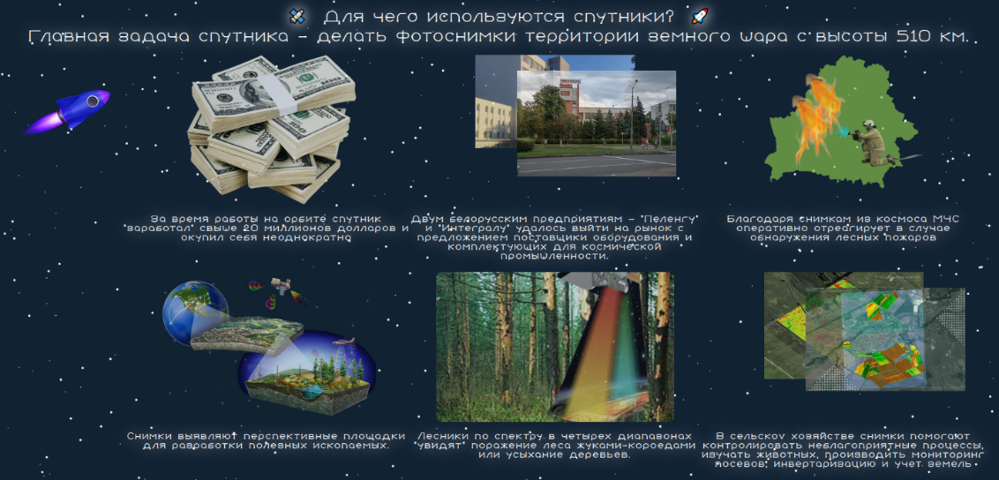 Для чего используются спутники?
Главная задача спутника – делать фотоснимки территории земного шара с высоты 510 км.
За время работы на орбите спутник
"заработал" свыше 20 миллионов долларов и
окупил себя неоднократно
Двум белорусским предприятиям – "Пеленгу"
и "Интегралу" удалось выйти на рынок с
предложением поставщики оборудования и
комплектующих для космической
промышленности.
Благодаря снимкам из космоса МЧС
оперативно отреагирует в случае
обнаружения лесных пожаров
Снимки выявляют перспективные площадки
для разработки полезных ископаемых.
Лесники по спектру в четырех диапазонах
"увидят" поражение леса жуками-короедами
или усыхание деревьев.
В сельском хозяйстве снимки помогают
контролировать неблагоприятные процессы,
изучать животных, производить мониторинг
посевов, инвертаризацию и учет земель.